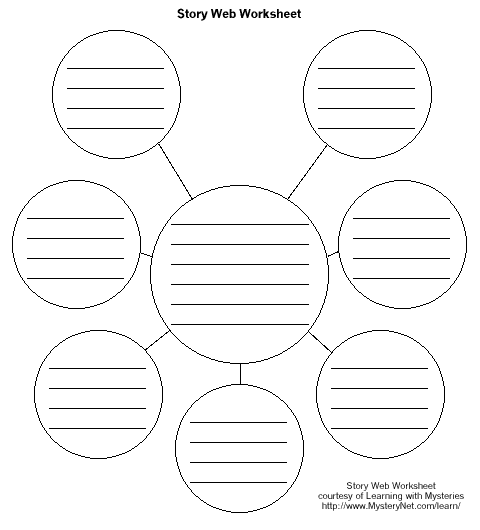 Story Web Worksheet
Story Web Worksheet
courtesy of Learning with Mysteries
http://www.MysteryNet.com/learn/